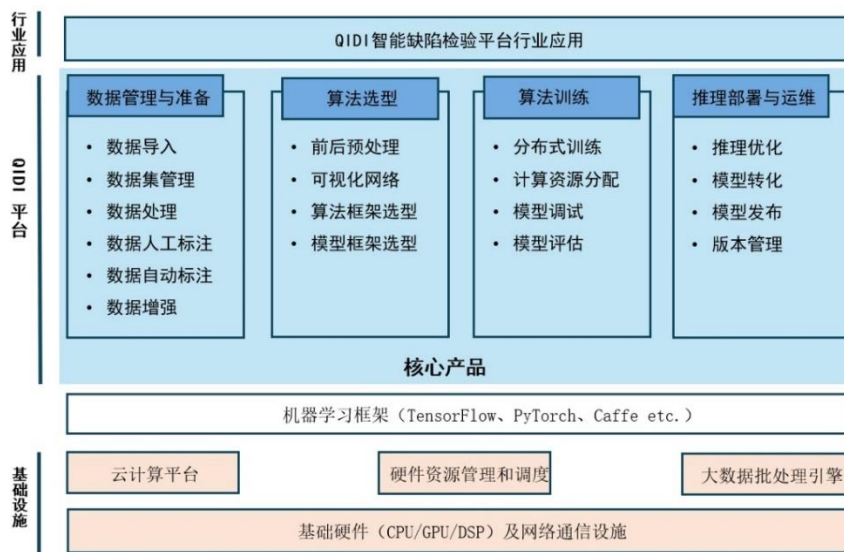 行业应用
QIDI智能缺陷检验平台行业应用
QIDI 平台
数据管理与准备
• 数据导入
• 数据集管理
• 数据处理
• 数据人工标注
• 数据自动标注
• 数据增强
算法选型
• 前后预处理
• 可视化网络
• 算法框架选型
• 模型框架选型
算法训练
• 分布式训练
• 计算资源分配
• 模型调试
• 模型评估
推理部署与运维
• 推理优化
• 模型转化
• 模型发布
• 版本管理
核心产品
机器学习框架（TensorFlow、PyTorch、Caffe etc.）
基础设施
云计算平台
硬件资源管理和调度
大数据批处理引擎
基础硬件（CPU/GPU/DSP）及网络通信设施